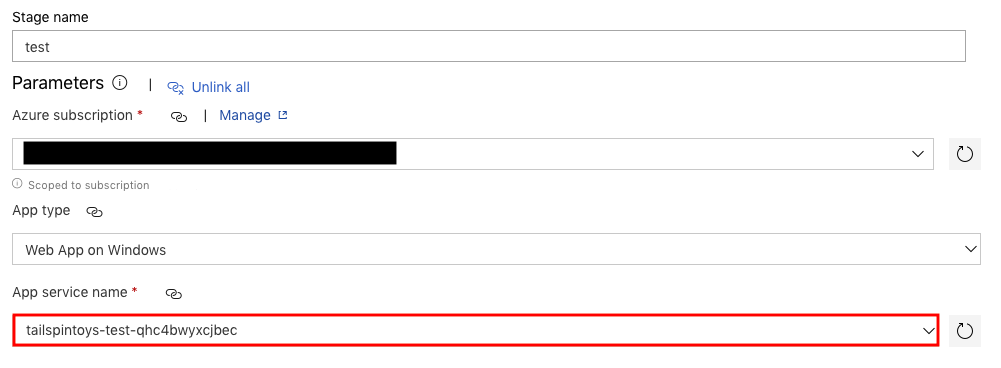 Stage name
test
Parameters | Unlink all
Azure subscription * | Manage
Scoped to subscription
App type
Web App on Windows
App service name *
tailspintoys-test-qhc4bwyxcjbec